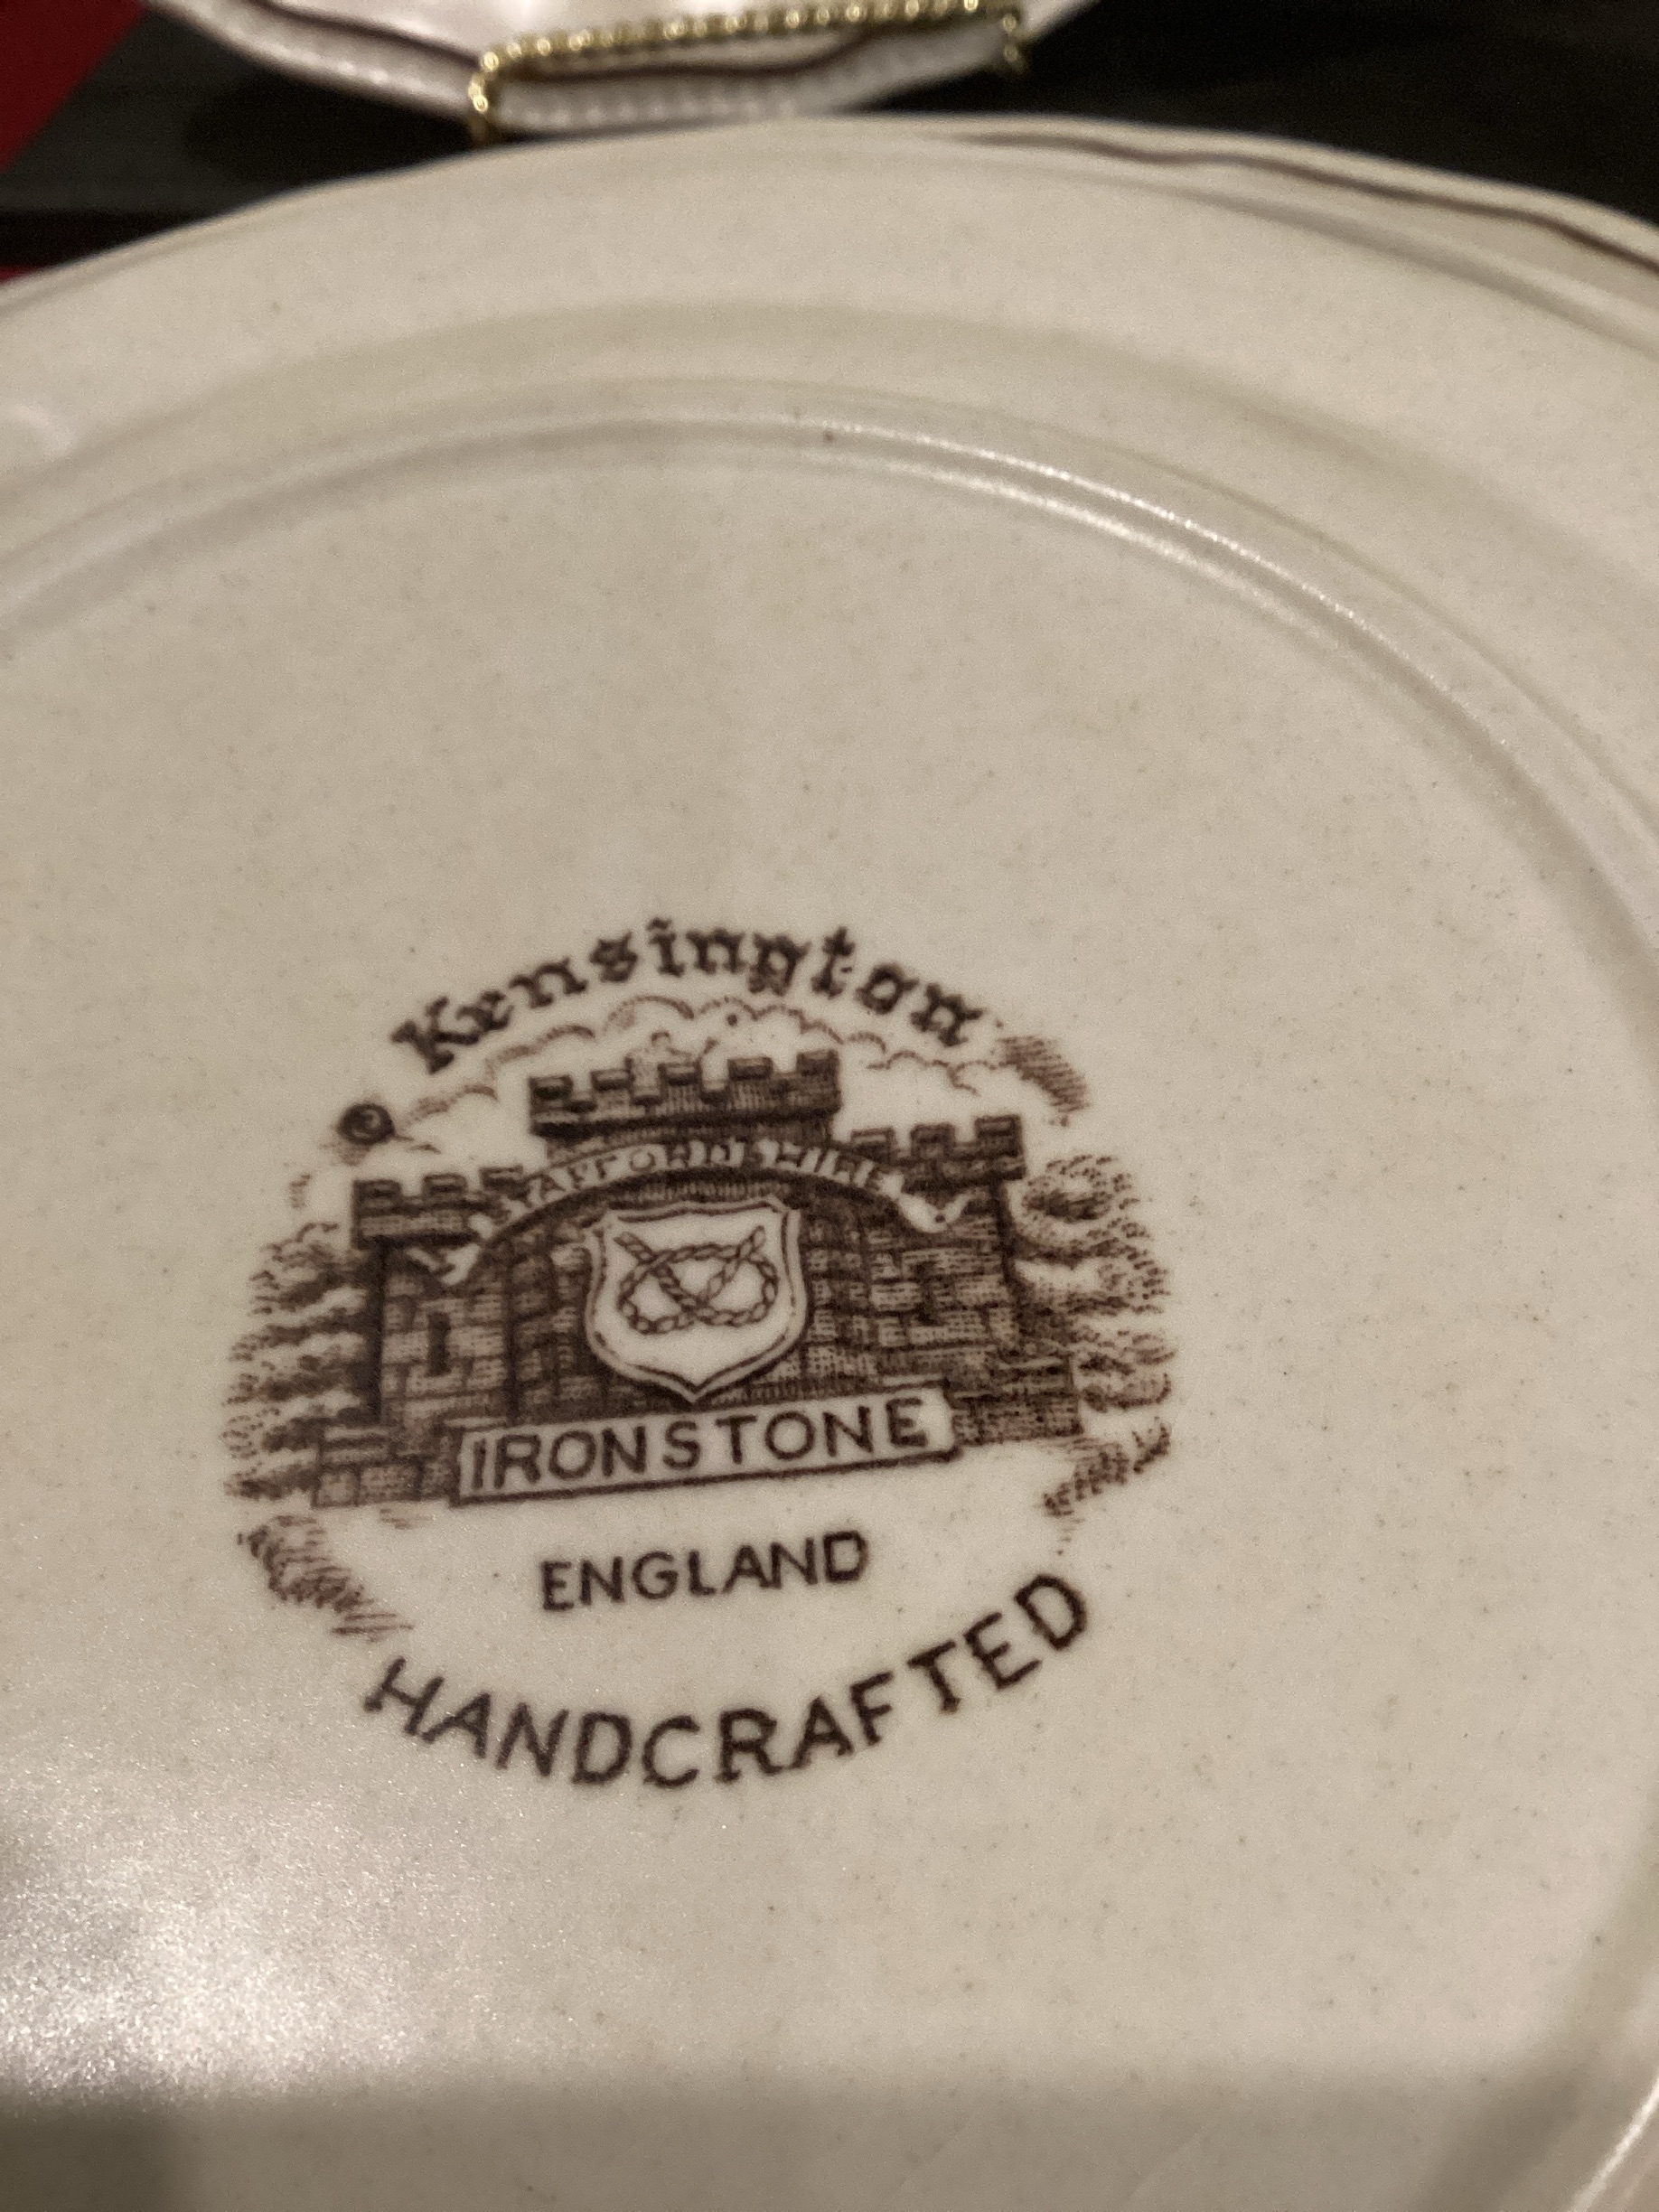 Kensington
STAFFORDSHIRE
IRONSTONE
ENGLAND
HANDCRAFTED